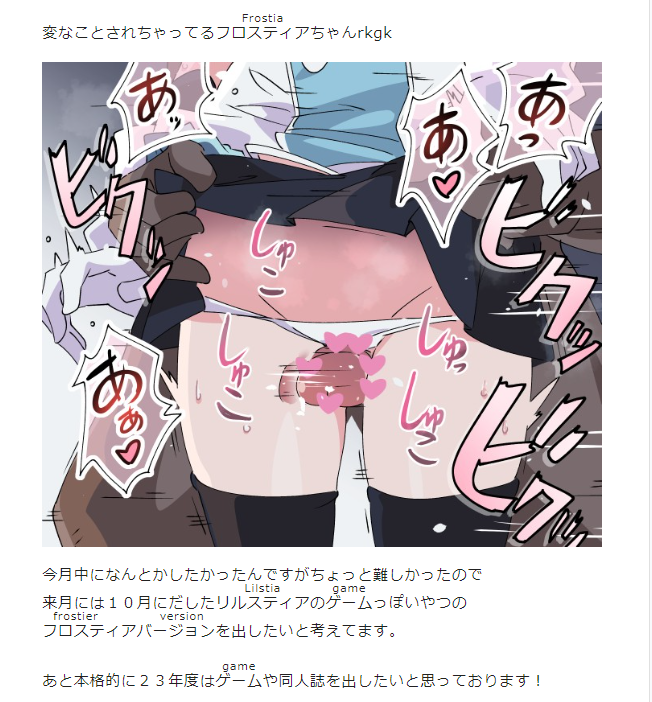 Frostia
変なことされちゃってるフロスティアちゃんrkgk
あッ
あっ
あ♥
ビクッ
ビクッ
しゅこ
しゅこ
しゅっ
しゅこ
あぁ♥
ビクッ
今月中になんとかしたかったんですがちょっと難しかったので
Lilstia game
来月には１０月にだしたリルスティアのゲームっぽいやつの
frostier version
フロスティアバージョンを出したいと考えてます。
game
あと本格的に２３年度はゲームや同人誌を出したいと思っております！